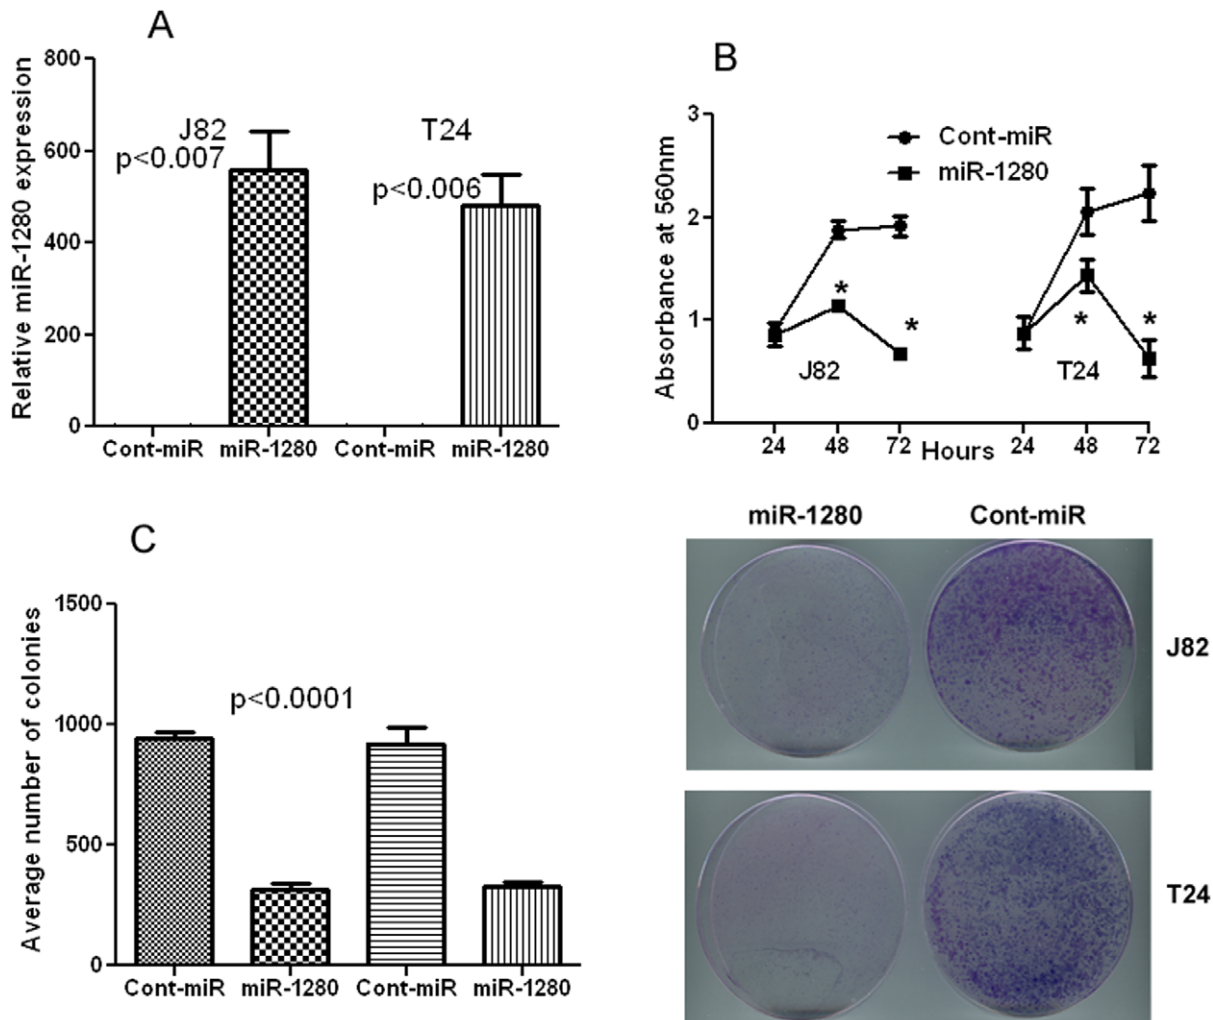 A
Relative miR-1280 expression
800
600
400
200
0
J82
p<0.007
T24
p<0.006
Cont-miR miR-1280 Cont-miR miR-1280
B
Absorbance at 560nm
3
2
1
0
Cont-miR
miR-1280
*
*
*
*
J82
T24
24 48 72 Hours 24 48 72
C
Average number of colonies
1500
1000
500
0
p<0.0001
Cont-miR miR-1280 Cont-miR miR-1280
miR-1280 Cont-miR
J82
T24